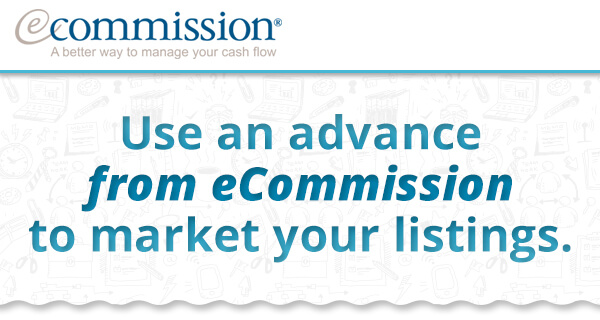 ecommission®
A better way to manage your cash flow
Use an advance
from eCommission
to market your listings.